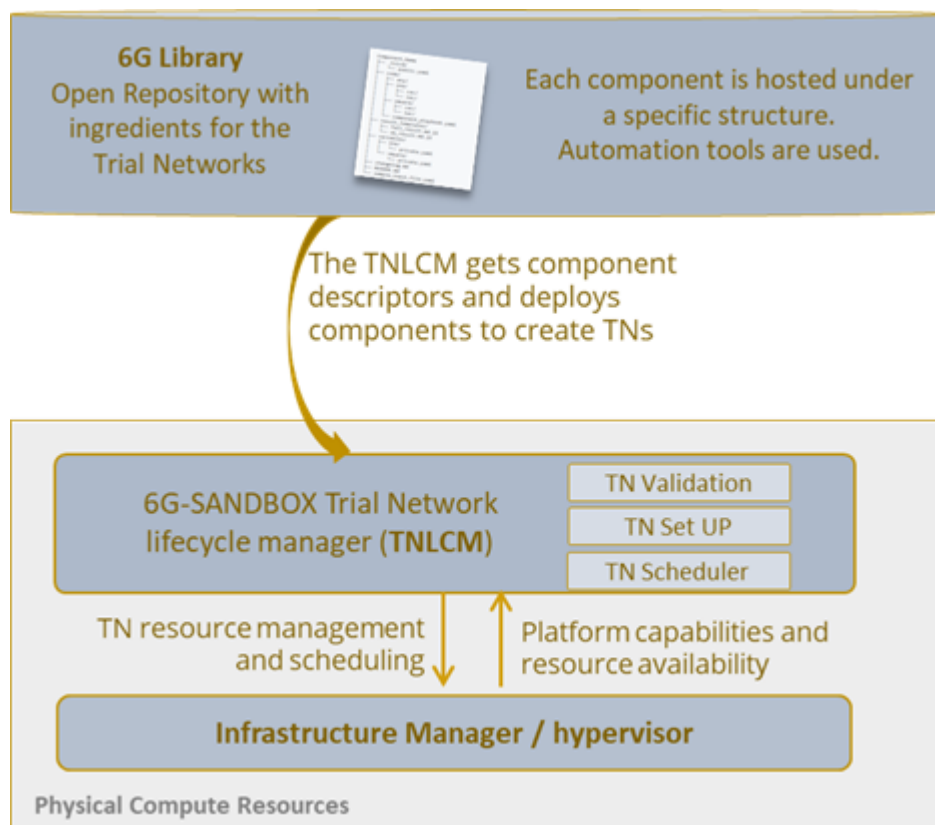 6G Library
Open Repository with
ingredients for the
Trial Networks
Each component is hosted under
a specific structure.
Automation tools are used.
The TNLCM gets component
descriptors and deploys
components to create TNs
6G-SANDBOX Trial Network
lifecycle manager (TNLCM)
TN Validation
TN Set UP
TN Scheduler
TN resource management
and scheduling
Platform capabilities and
resource availability
Infrastructure Manager / hypervisor
Physical Compute Resources